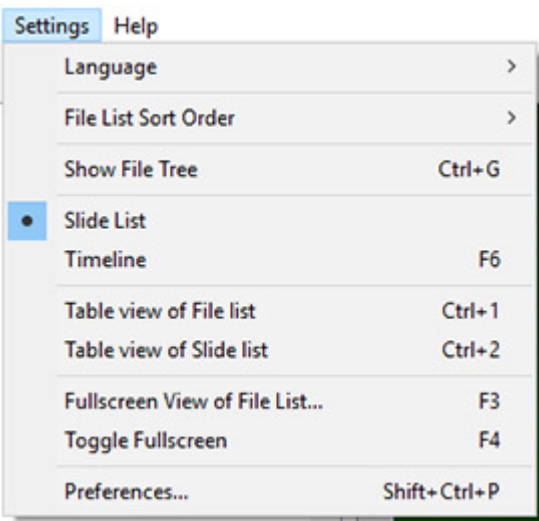 Settings Help
Language
File List Sort Order
Show File Tree Ctrl+G
Slide List
Timeline F6
Table view of File list Ctrl+1
Table view of Slide list Ctrl+2
Fullscreen View of File List... F3
Toggle Fullscreen F4
Preferences... Shift+Ctrl+P